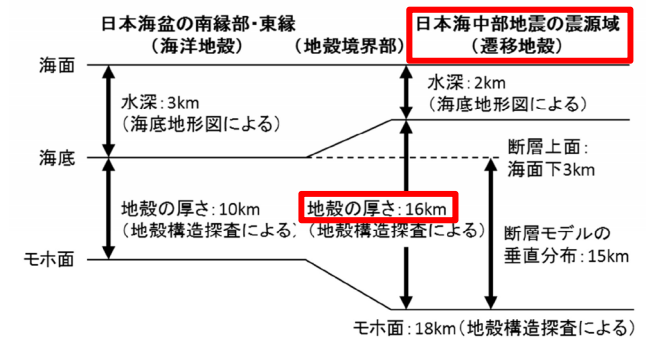 日本海盆の南縁部・東縁
（海洋地殻）
（地殻境界部）
日本海中部地震の震源域
（遷移地殻）
海面
水深：3km
（海底地形図による）
水深：2km
（海底地形図による）
海底
断層上面：
海面下3km
地殻の厚さ：10km
（地殻構造探査による）
地殻の厚さ：16km
（地殻構造探査による）
断層モデルの
垂直分布：15km
モホ面
モホ面：18km（地殻構造探査による）